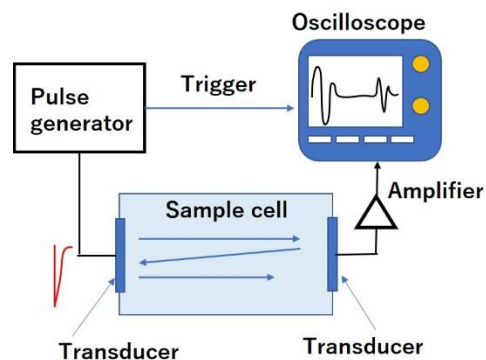 Oscilloscope
Pulse
generator
Trigger
Amplifier
Sample cell
Transducer
Transducer